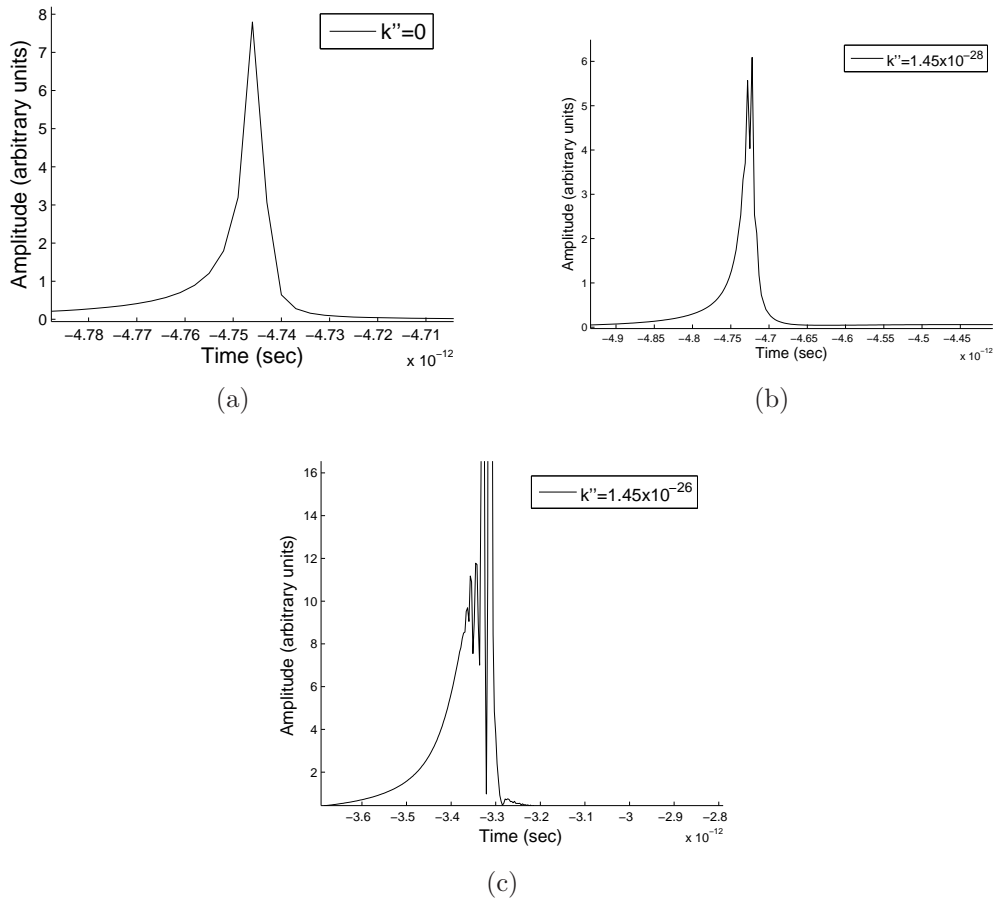 8
7
6
5
4
3
2
1
0
Amplitude (arbitrary units)
k''=0
−4.78 −4.77 −4.76 −4.75 −4.74 −4.73 −4.72 −4.71
Time (sec)
x 10^−12
(a)
6
5
4
3
2
1
0
Amplitude (arbitrary units)
k''=1.45x10^−28
−4.9 −4.85 −4.8 −4.75 −4.7 −4.65 −4.6 −4.55 −4.5 −4.45
Time (sec)
x 10^−12
(b)
16
14
12
10
8
6
4
2
Amplitude (arbitrary units)
k''=1.45x10^−26
−3.6 −3.5 −3.4 −3.3 −3.2 −3.1 −3 −2.9 −2.8
Time (sec)
x 10^−12
(c)